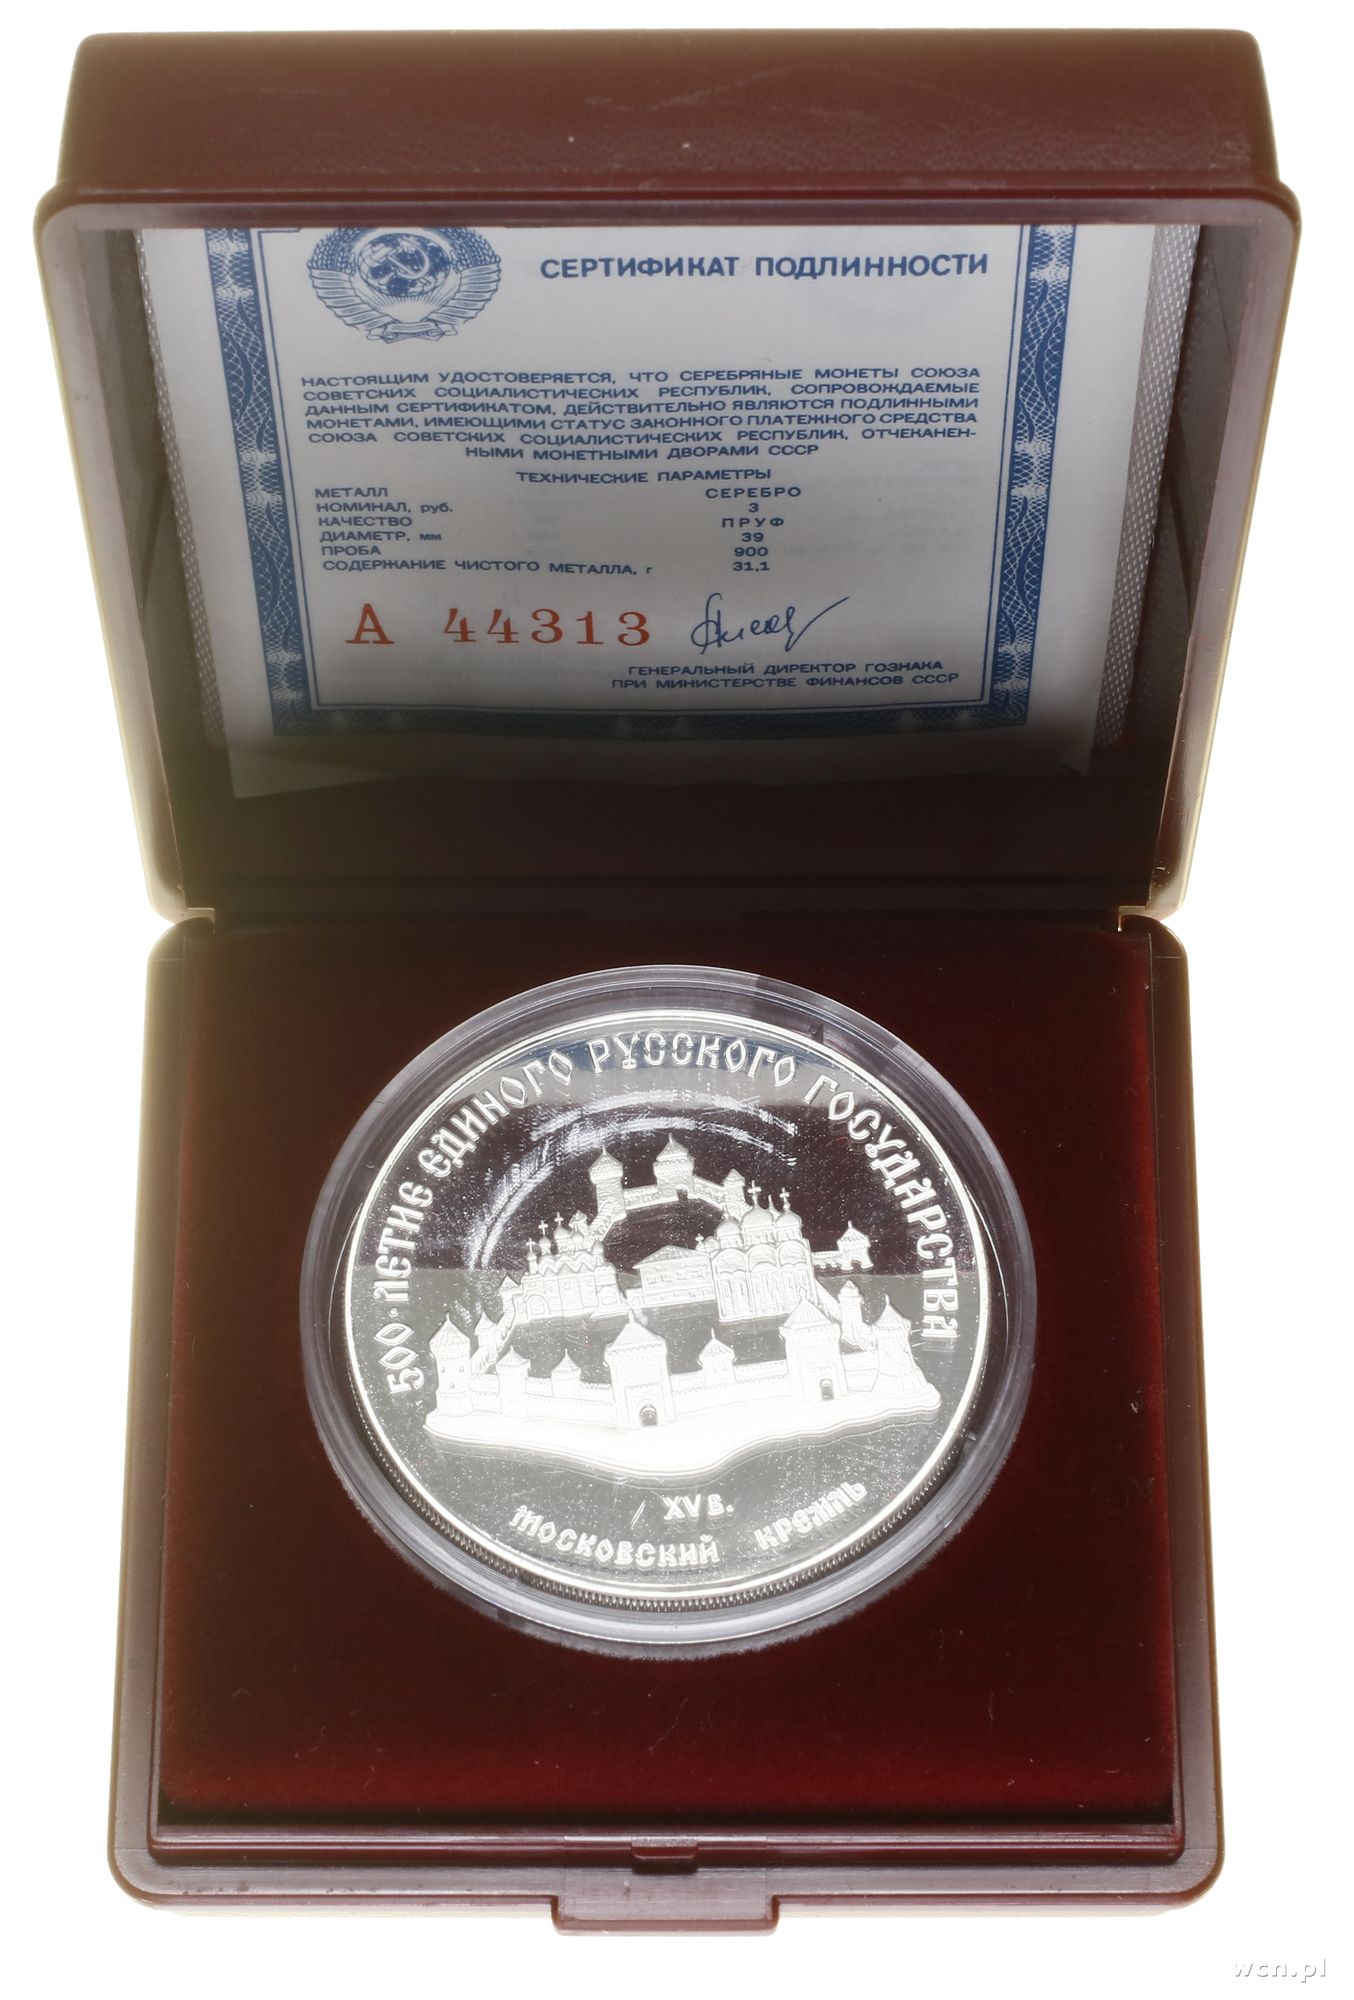 СЕРТИФИКАТ ПОДЛИННОСТИ
НАСТОЯЩИМ УДОСТОВЕРЯЕТСЯ, ЧТО СЕРЕБРЯНЫЕ МОНЕТЫ СОЮЗА
СОВЕТСКИХ СОЦИАЛИСТИЧЕСКИХ РЕСПУБЛИК, СОПРОВОЖДАЕМЫЕ
ДАННЫМ СЕРТИФИКАТОМ, ДЕЙСТВИТЕЛЬНО ЯВЛЯЮТСЯ ПОДЛИННЫМИ
МОНЕТАМИ, ИМЕЮЩИМИ СТАТУС ЗАКОННОГО ПЛАТЕЖНОГО СРЕДСТВА
СОЮЗА СОВЕТСКИХ СОЦИАЛИСТИЧЕСКИХ РЕСПУБЛИК, ОТЧЕКАНЕН-
НЫМИ МОНЕТНЫМИ ДВОРАМИ СССР
ТЕХНИЧЕСКИЕ ПАРАМЕТРЫ
МЕТАЛЛ СЕРЕБРО
НОМИНАЛ, руб. 3
КАЧЕСТВО ПРУФ
ДИАМЕТР, мм 39
ПРОБА 900
СОДЕРЖАНИЕ ЧИСТОГО МЕТАЛЛА, г 31,1
А 44313
ГЕНЕРАЛЬНЫЙ ДИРЕКТОР ГОЗНАКА
ПРИ МИНИСТЕРСТВЕ ФИНАНСОВ СССР
500·ЛЕТИЕ ЕДИНОГО РУССКОГО ГОСУДАРСТВА
XV В.
МОСКОВСКИЙ КРЕМЛЬ
wcn.pl